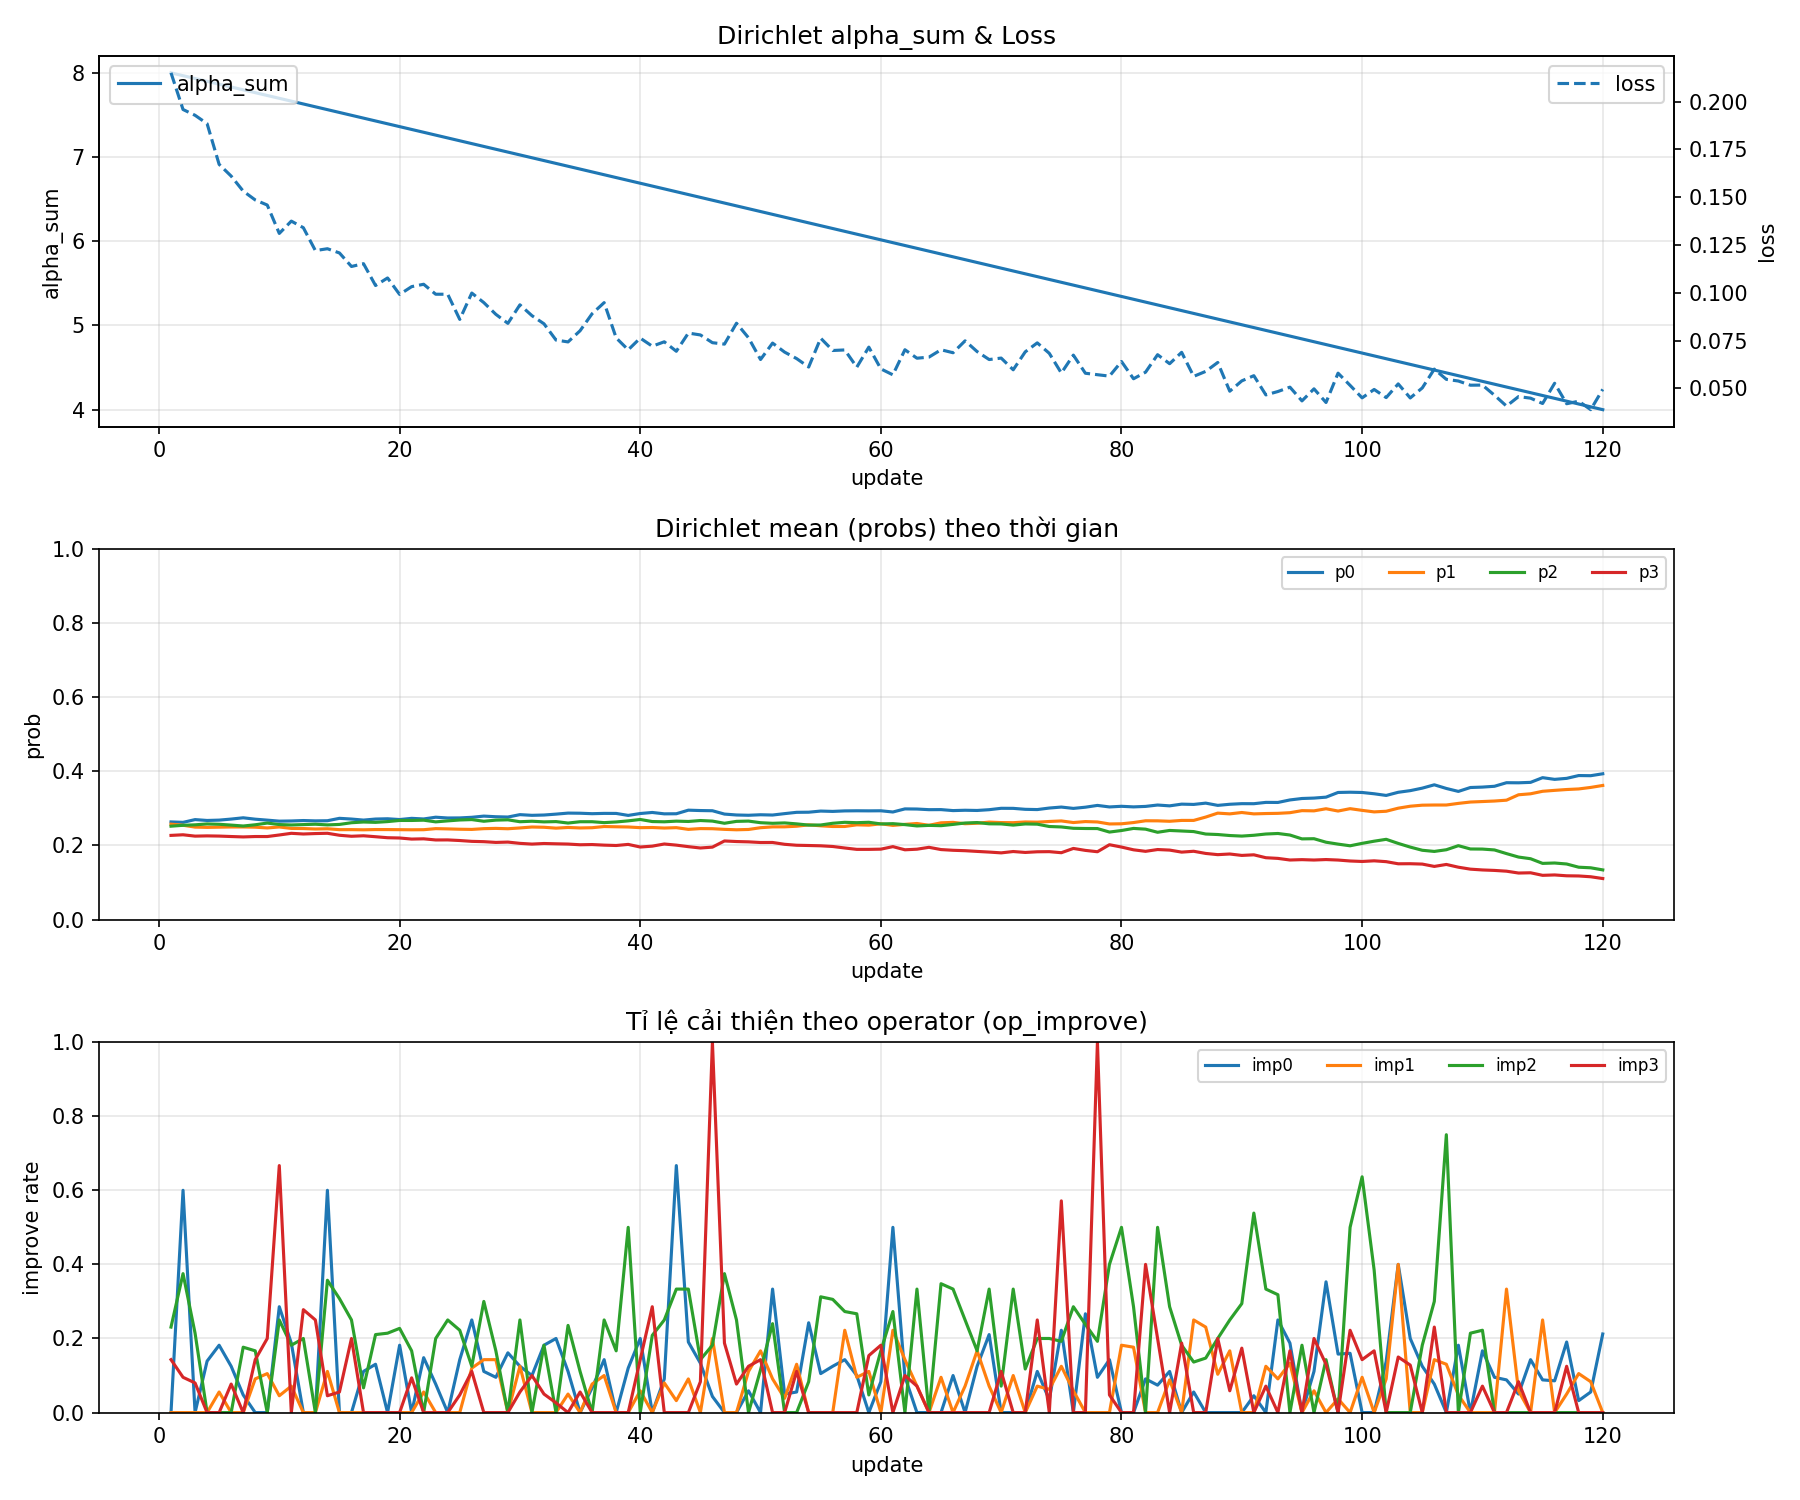 Dirichlet alpha_sum & Loss
alpha_sum
loss
8
7
6
5
4
0.200
0.175
0.150
0.125
0.100
0.075
0.050
alpha_sum
loss
0 20 40 60 80 100 120
update
Dirichlet mean (probs) theo thời gian
p0 p1 p2 p3
1.0
0.8
0.6
0.4
0.2
0.0
prob
0 20 40 60 80 100 120
update
Tỉ lệ cải thiện theo operator (op_improve)
imp0 imp1 imp2 imp3
1.0
0.8
0.6
0.4
0.2
0.0
improve rate
0 20 40 60 80 100 120
update